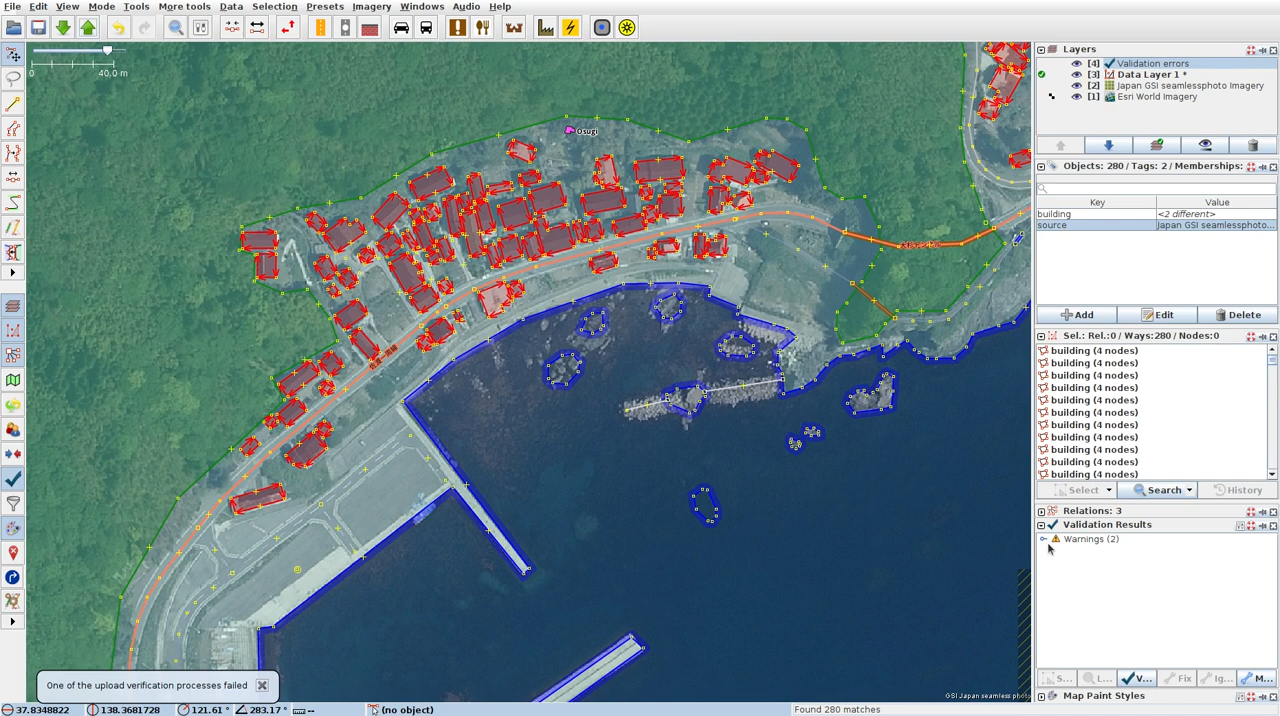 File Edit View Mode Tools More tools Data Selection Presets Imagery Windows Audio Help
0 40.0 m
Osugi
Layers
[4] Validation errors
[3] Data Layer 1 *
[2] Japan GSI seamlessphoto Imagery
[1] Esri World Imagery
Objects: 280 / Tags: 2 / Memberships:
Key Value
building <2 different>
source Japan GSI seamlessphoto...
Add Edit Delete
Sel.: Rel.:0 / Ways:280 / Nodes:0
building (4 nodes)
building (4 nodes)
building (4 nodes)
building (4 nodes)
building (4 nodes)
building (4 nodes)
building (4 nodes)
building (4 nodes)
building (4 nodes)
building (4 nodes)
building (4 nodes)
Select Search History
Relations: 3
Validation Results
Warnings (2)
S... L... V... Fix Ig... M...
Map Paint Styles
One of the upload verification processes failed
GSI Japan seamless photo
37.8348822 138.3681728 121.61 ° 283.17 ° -- (no object) Found 280 matches